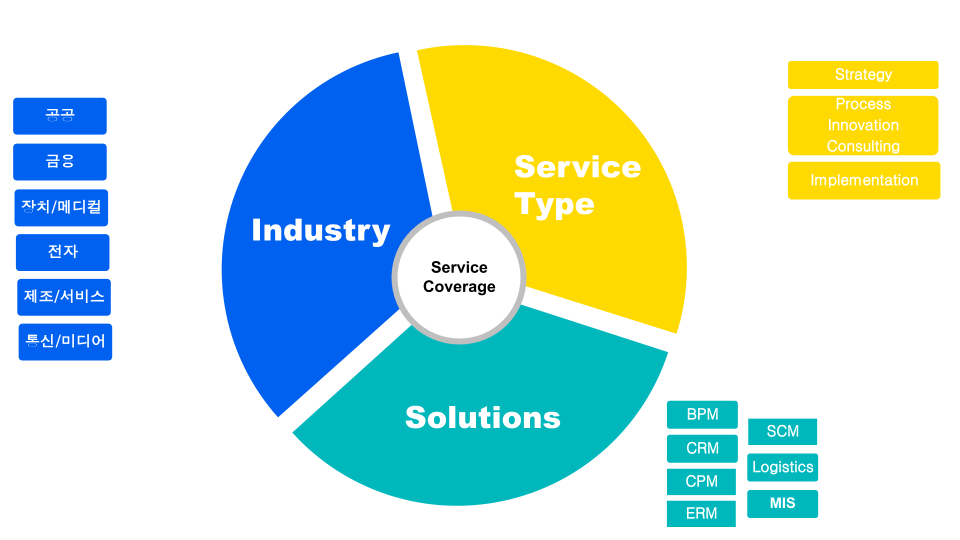 공공
금융
장치/메디컬
전자
제조/서비스
통신/미디어
Industry
Service
Type
Service
Coverage
Solutions
Strategy
Process
Innovation
Consulting
Implementation
BPM
CRM
CPM
ERM
SCM
Logistics
MIS